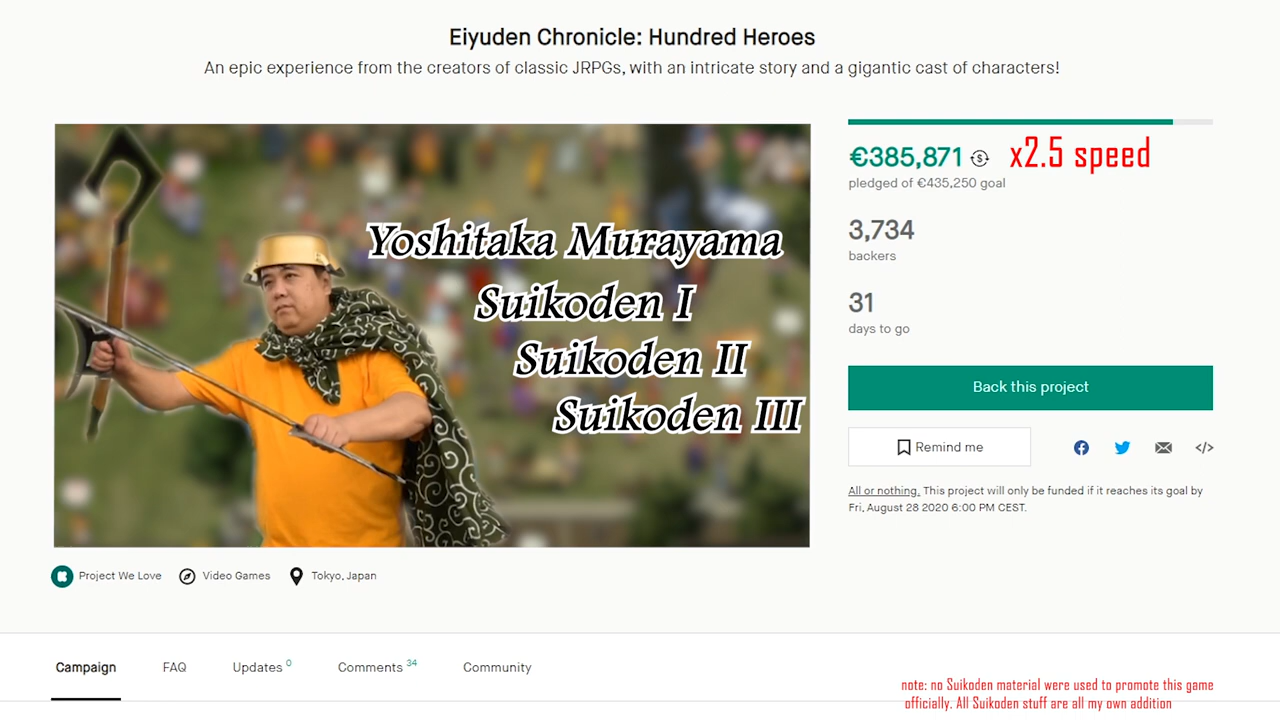 Eiyuden Chronicle: Hundred Heroes
An epic experience from the creators of classic JRPGs, with an intricate story and a gigantic cast of characters!
Yoshitaka Murayama
Suikoden I
Suikoden II
Suikoden III
€385,871 x2.5 speed
pledged of €435,250 goal
3,734
backers
31
days to go
Back this project
Remind me
All or nothing. This project will only be funded if it reaches its goal by
Fri, August 28 2020 6:00 PM CEST.
Project We Love Video Games Tokyo, Japan
Campaign FAQ Updates 0 Comments 34 Community
note: no Suikoden material were used to promote this game
officially. All Suikoden stuff are all my own addition